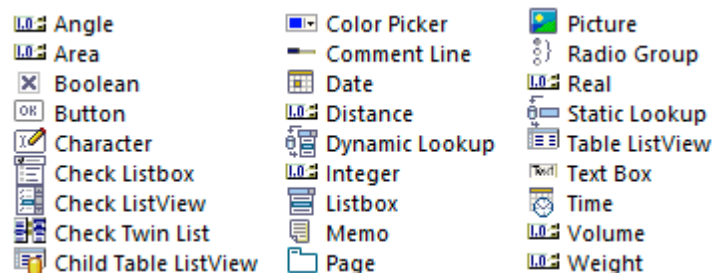 Angle
Area
Boolean
Button
Character
Check Listbox
Check ListView
Check Twin List
Child Table ListView
Color Picker
Comment Line
Date
Distance
Dynamic Lookup
Integer
Listbox
Memo
Page
Picture
Radio Group
Real
Static Lookup
Table ListView
Text Box
Time
Volume
Weight